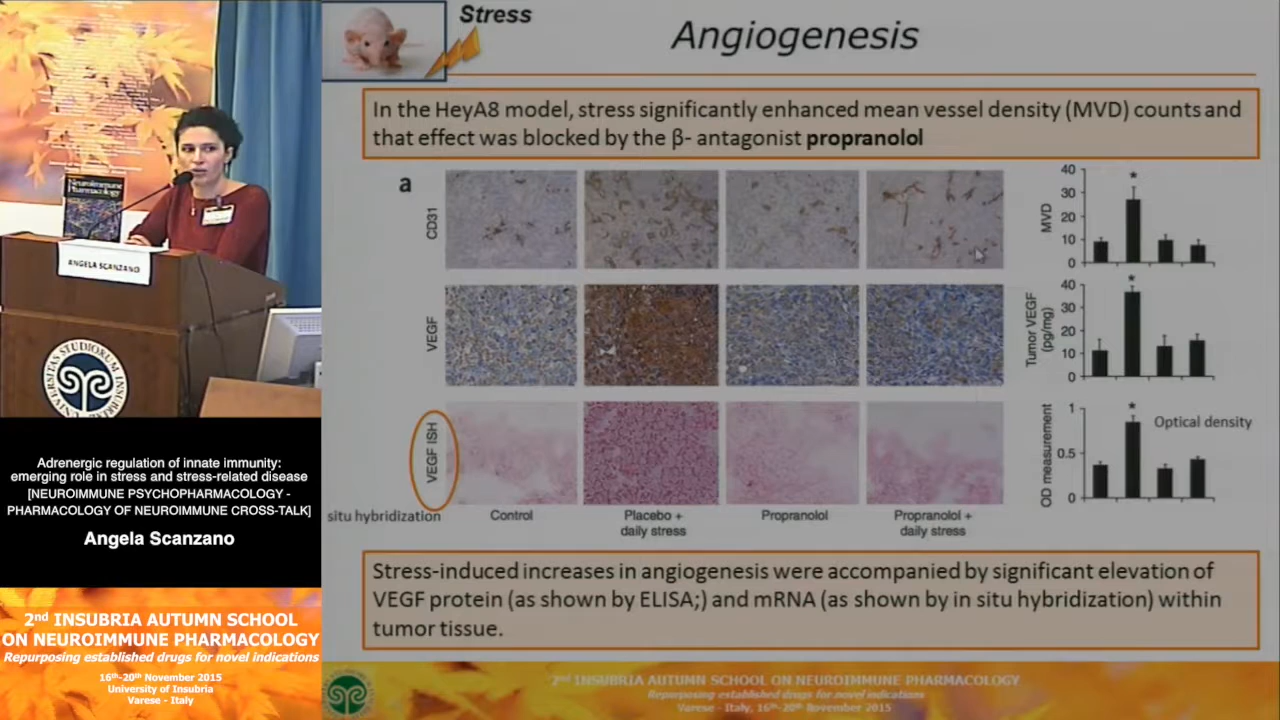 Stress
Angiogenesis
In the HeyA8 model, stress significantly enhanced mean vessel density (MVD) counts and
that effect was blocked by the β- antagonist propranolol
a
CD31
VEGF
VEGF ISH
situ hybridization
Control
Placebo +
daily stress
Propranolol
Propranolol +
daily stress
MVD
40
30
20
10
0
*
Tumor VEGF
(pg/mg)
40
30
20
10
0
*
OD measurement
1
0.5
0
*
Optical density
Stress-induced increases in angiogenesis were accompanied by significant elevation of
VEGF protein (as shown by ELISA;) and mRNA (as shown by in situ hybridization) within
tumor tissue.
2nd INSUBRIA AUTUMN SCHOOL ON NEUROIMMUNE PHARMACOLOGY
Repurposing established drugs for novel indications
Varese - Italy, 16th-20th November 2015
Neuroimmune
Pharmacology
ANGELA SCANZANO
Adrenergic regulation of innate immunity:
emerging role in stress and stress-related disease
[NEUROIMMUNE PSYCHOPHARMACOLOGY -
PHARMACOLOGY OF NEUROIMMUNE CROSS-TALK]
Angela Scanzano
2nd INSUBRIA AUTUMN SCHOOL
ON NEUROIMMUNE PHARMACOLOGY
Repurposing established drugs for novel indications
16th-20th November 2015
University of Insubria
Varese - Italy